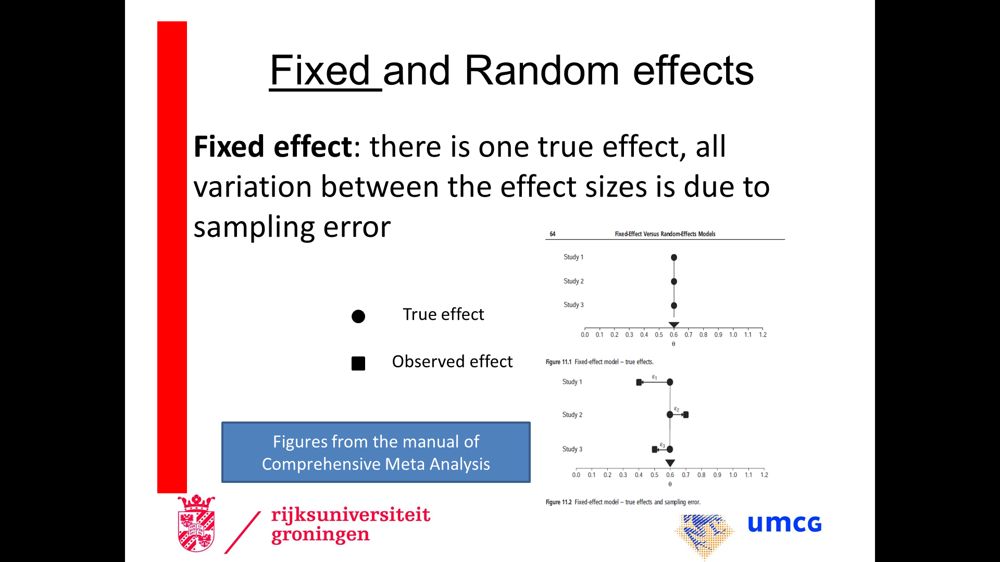 Fixed and Random effects
Fixed effect: there is one true effect, all
variation between the effect sizes is due to
sampling error
True effect
Observed effect
Figures from the manual of
Comprehensive Meta Analysis
64 Fixed-Effect Versus Random-Effects Models
Study 1
Study 2
Study 3
0.0 0.1 0.2 0.3 0.4 0.5 0.6 0.7 0.8 0.9 1.0 1.1 1.2
θ
Figure 11.1 Fixed-effect model – true effects.
ε1
Study 1
ε2
Study 2
ε3
Study 3
0.0 0.1 0.2 0.3 0.4 0.5 0.6 0.7 0.8 0.9 1.0 1.1 1.2
θ
Figure 11.2 Fixed-effect model – true effects and sampling error.
rijksuniversiteit
groningen
umcg